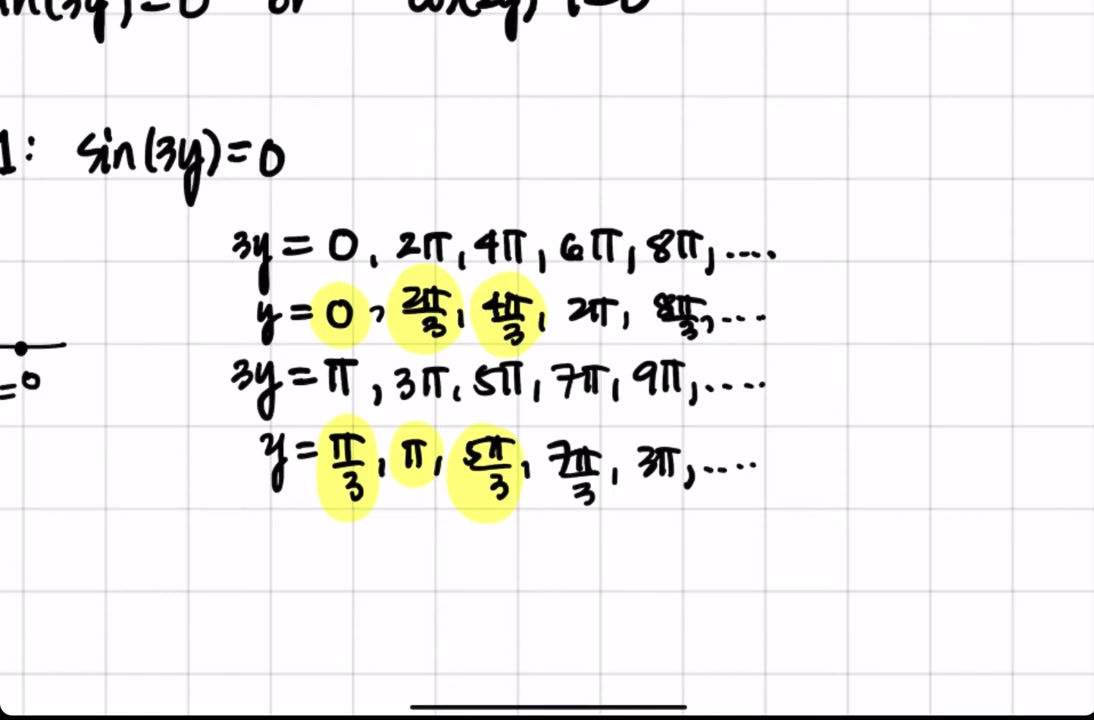 or
1: sin(3y)=0
3y = 0, 2π, 4π, 6π, 8π, ....
y = 0, 2π/3, 4π/3, 2π, 8π/3, ...
=0
3y = π, 3π, 5π, 7π, 9π, ....
y = π/3, π, 5π/3, 7π/3, 3π, ....